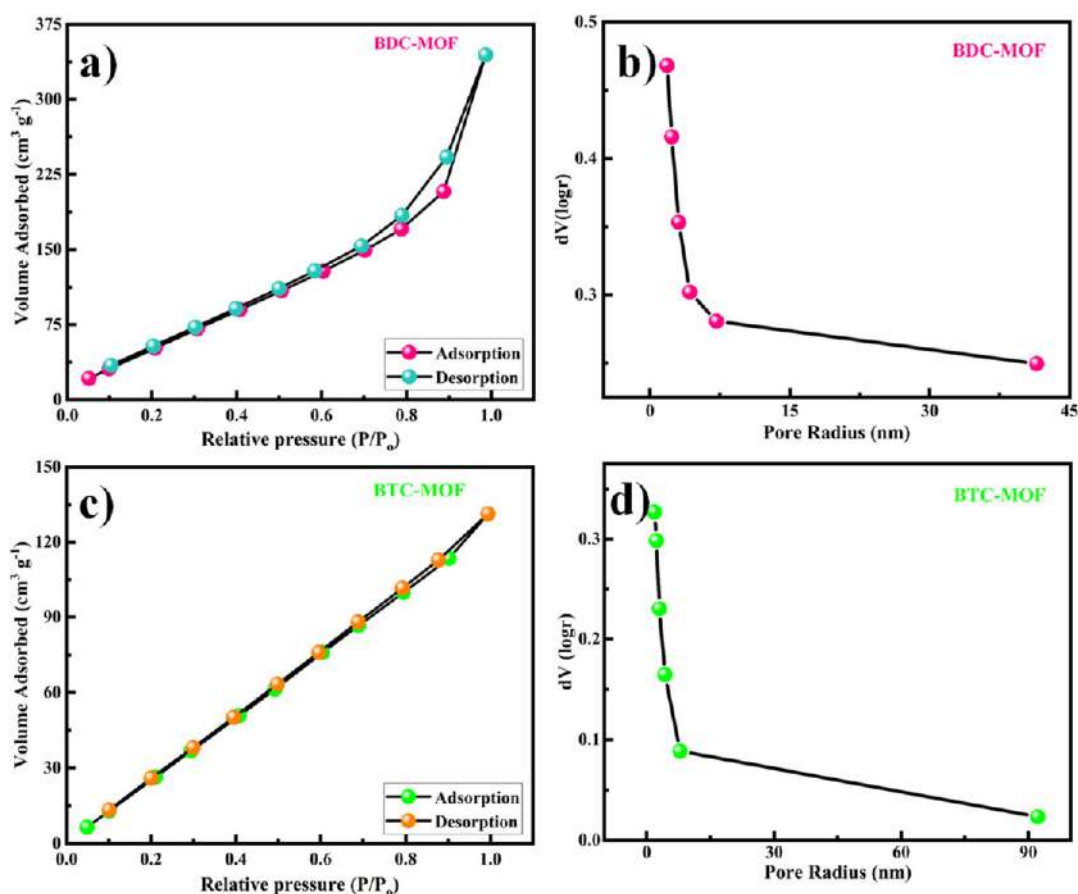 a)
BDC-MOF
375
300
225
150
75
0
Volume Adsorbed (cm³ g⁻¹)
Adsorption
Desorption
0.0 0.2 0.4 0.6 0.8 1.0
Relative pressure (P/Pₒ)
b)
BDC-MOF
0.5
0.4
0.3
dV(logr)
0 15 30 45
Pore Radius (nm)
c)
BTC-MOF
150
120
90
60
30
0
Volume Adsorbed (cm³ g⁻¹)
Adsorption
Desorption
0.0 0.2 0.4 0.6 0.8 1.0
Relative pressure (P/Pₒ)
d)
BTC-MOF
0.3
0.2
0.1
0.0
dV (logr)
0 30 60 90
Pore Radius (nm)